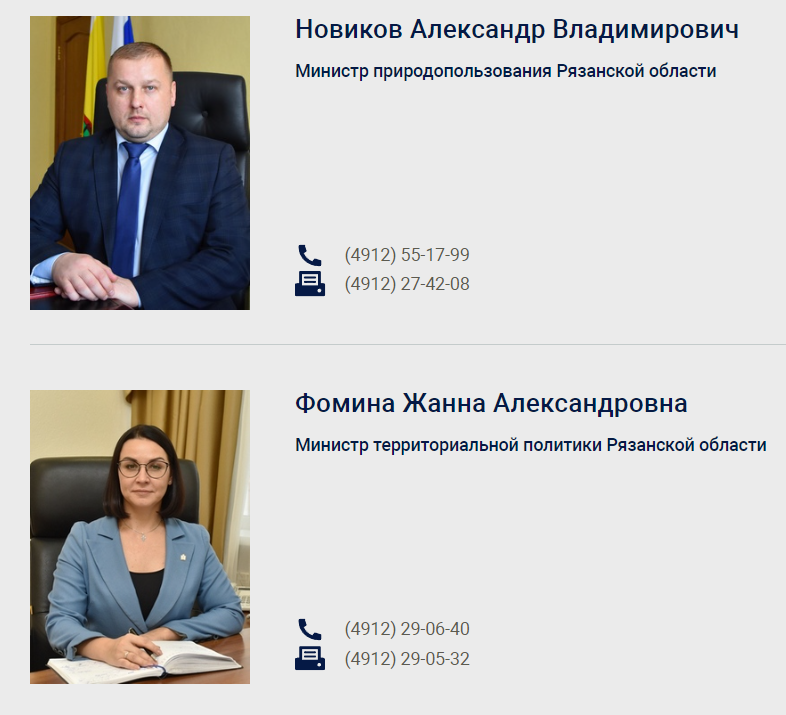 Новиков Александр Владимирович
Министр природопользования Рязанской области
(4912) 55-17-99
(4912) 27-42-08
Фомина Жанна Александровна
Министр территориальной политики Рязанской области
(4912) 29-06-40
(4912) 29-05-32